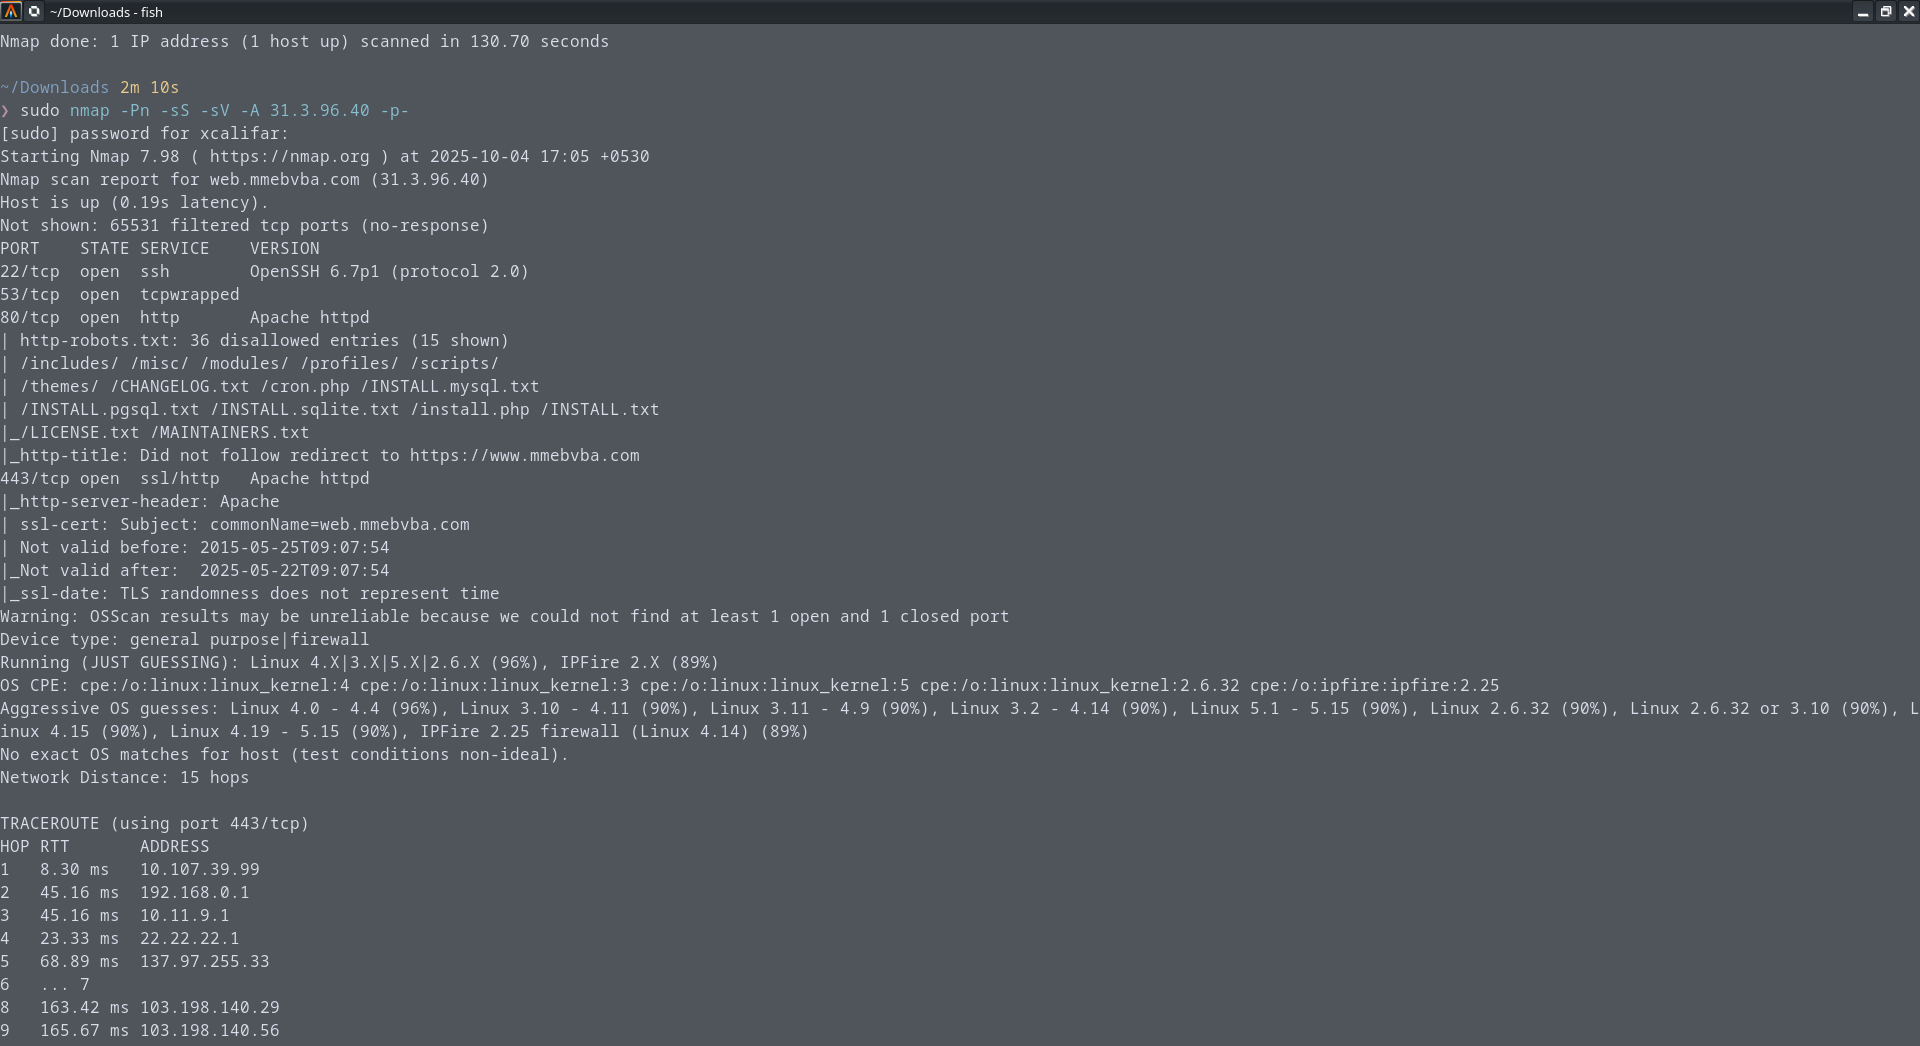 ~/Downloads - fish
Nmap done: 1 IP address (1 host up) scanned in 130.70 seconds
~/Downloads 2m 10s
❯ sudo nmap -Pn -sS -sV -A 31.3.96.40 -p-
[sudo] password for xcalifar:
Starting Nmap 7.98 ( https://nmap.org ) at 2025-10-04 17:05 +0530
Nmap scan report for web.mmebvba.com (31.3.96.40)
Host is up (0.19s latency).
Not shown: 65531 filtered tcp ports (no-response)
PORT    STATE SERVICE    VERSION
22/tcp  open  ssh        OpenSSH 6.7p1 (protocol 2.0)
53/tcp  open  tcpwrapped
80/tcp  open  http       Apache httpd
| http-robots.txt: 36 disallowed entries (15 shown)
| /includes/ /misc/ /modules/ /profiles/ /scripts/
| /themes/ /CHANGELOG.txt /cron.php /INSTALL.mysql.txt
| /INSTALL.pgsql.txt /INSTALL.sqlite.txt /install.php /INSTALL.txt
|_/LICENSE.txt /MAINTAINERS.txt
|_http-title: Did not follow redirect to https://www.mmebvba.com
443/tcp open  ssl/http   Apache httpd
|_http-server-header: Apache
| ssl-cert: Subject: commonName=web.mmebvba.com
| Not valid before: 2015-05-25T09:07:54
|_Not valid after:  2025-05-22T09:07:54
|_ssl-date: TLS randomness does not represent time
Warning: OSScan results may be unreliable because we could not find at least 1 open and 1 closed port
Device type: general purpose|firewall
Running (JUST GUESSING): Linux 4.X|3.X|5.X|2.6.X (96%), IPFire 2.X (89%)
OS CPE: cpe:/o:linux:linux_kernel:4 cpe:/o:linux:linux_kernel:3 cpe:/o:linux:linux_kernel:5 cpe:/o:linux:linux_kernel:2.6.32 cpe:/o:ipfire:ipfire:2.25
Aggressive OS guesses: Linux 4.0 - 4.4 (96%), Linux 3.10 - 4.11 (90%), Linux 3.11 - 4.9 (90%), Linux 3.2 - 4.14 (90%), Linux 5.1 - 5.15 (90%), Linux 2.6.32 (90%), Linux 2.6.32 or 3.10 (90%), L
inux 4.15 (90%), Linux 4.19 - 5.15 (90%), IPFire 2.25 firewall (Linux 4.14) (89%)
No exact OS matches for host (test conditions non-ideal).
Network Distance: 15 hops
TRACEROUTE (using port 443/tcp)
HOP RTT       ADDRESS
1   8.30 ms   10.107.39.99
2   45.16 ms  192.168.0.1
3   45.16 ms  10.11.9.1
4   23.33 ms  22.22.22.1
5   68.89 ms  137.97.255.33
6   ... 7
8   163.42 ms 103.198.140.29
9   165.67 ms 103.198.140.56